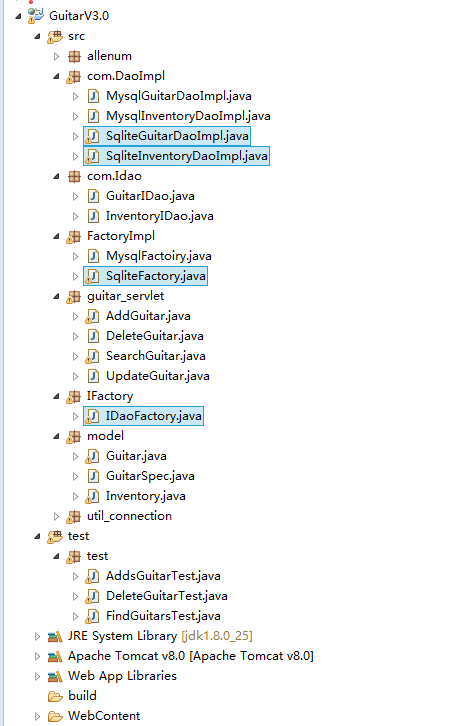 GuitarV3.0
src
allenum
com.DaoImpl
MysqlGuitarDaoImpl.java
MysqlInventoryDaoImpl.java
SqliteGuitarDaoImpl.java
SqliteInventoryDaoImpl.java
com.Idao
GuitarIDao.java
InventoryIDao.java
FactoryImpl
MysqlFactoiry.java
SqliteFactory.java
guitar_servlet
AddGuitar.java
DeleteGuitar.java
SearchGuitar.java
UpdateGuitar.java
IFactory
IDaoFactory.java
model
Guitar.java
GuitarSpec.java
Inventory.java
util_connection
test
test
AddsGuitarTest.java
DeleteGuitarTest.java
FindGuitarsTest.java
JRE System Library [jdk1.8.0_25]
Apache Tomcat v8.0 [Apache Tomcat v8.0]
Web App Libraries
build
WebContent